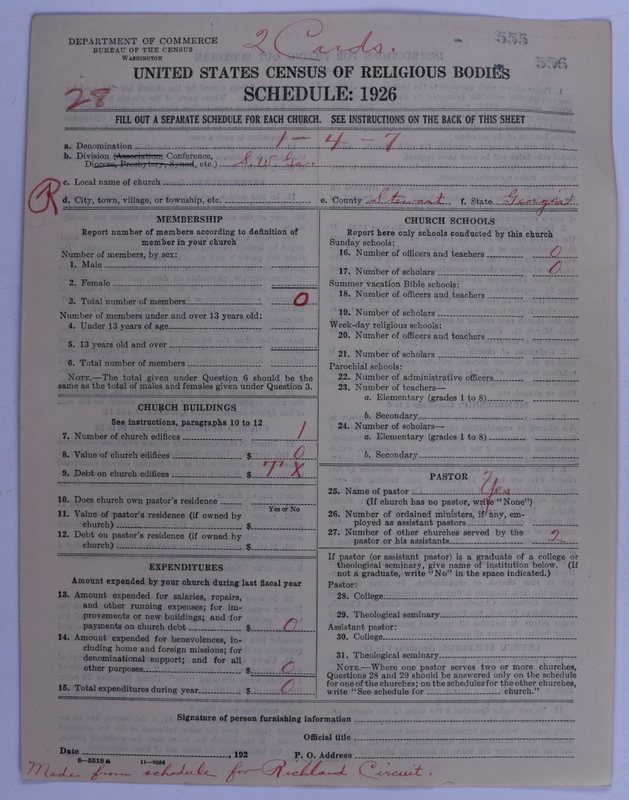 DEPARTMENT OF COMMERCE
BUREAU OF THE CENSUS
WASHINGTON
2 Cards.
555
556
UNITED STATES CENSUS OF RELIGIOUS BODIES
28
SCHEDULE: 1926
FILL OUT A SEPARATE SCHEDULE FOR EACH CHURCH. SEE INSTRUCTIONS ON THE BACK OF THIS SHEET
a. Denomination 1-4-7
b. Division (Association, Conference,
Diocese, Presbytery, Synod, etc.) S.W. Ga.
R
c. Local name of church
d. City, town, village, or township, etc. e. County Stewart f. State Georgia
MEMBERSHIP
Report number of members according to definition of
member in your church
Number of members, by sex:
1. Male
2. Female
3. Total number of members 0
Number of members under and over 13 years old:
4. Under 13 years of age
5. 13 years old and over
6. Total number of members
NOTE.—The total given under Question 6 should be the
same as the total of males and females given under Question 3.
CHURCH BUILDINGS
See instructions, paragraphs 10 to 12
7. Number of church edifices 1
8. Value of church edifices $ 0
9. Debt on church edifices $ T X
10. Does church own pastor's residence
Yes or No
11. Value of pastor's residence (if owned by
church) $
12. Debt on pastor's residence (if owned by
church) $
EXPENDITURES
Amount expended by your church during last fiscal year
13. Amount expended for salaries, repairs,
and other running expenses; for im-
provements or new buildings; and for
payments on church debt $ 0
14. Amount expended for benevolences, in-
cluding home and foreign missions; for
denominational support; and for all
other purposes $ 0
15. Total expenditures during year $ 0
CHURCH SCHOOLS
Report here only schools conducted by this church
Sunday schools:
16. Number of officers and teachers 0
17. Number of scholars 0
Summer vacation Bible schools:
18. Number of officers and teachers
19. Number of scholars
Week-day religious schools:
20. Number of officers and teachers
21. Number of scholars
Parochial schools:
22. Number of administrative officers
23. Number of teachers—
a. Elementary (grades 1 to 8)
b. Secondary
24. Number of scholars—
a. Elementary (grades 1 to 8)
b. Secondary
PASTOR
25. Name of pastor Yes
(If church has no pastor, write "None")
26. Number of ordained ministers, if any, em-
ployed as assistant pastors
27. Number of other churches served by the
pastor or his assistants 2
If pastor (or assistant pastor) is a graduate of a college or
theological seminary, give name of institution below. (If
not a graduate, write "No" in the space indicated.)
Pastor:
28. College
29. Theological seminary
Assistant pastor:
30. College
31. Theological seminary
NOTE.—Where one pastor serves two or more churches,
Questions 28 and 29 should be answered only on the schedule
for one of the churches; on the schedules for the other churches,
write "See schedule for church."
Signature of person furnishing information
Official title
Date , 192 P. O. Address
8-5518a 11-9084
Made from schedule for Richland Circuit.